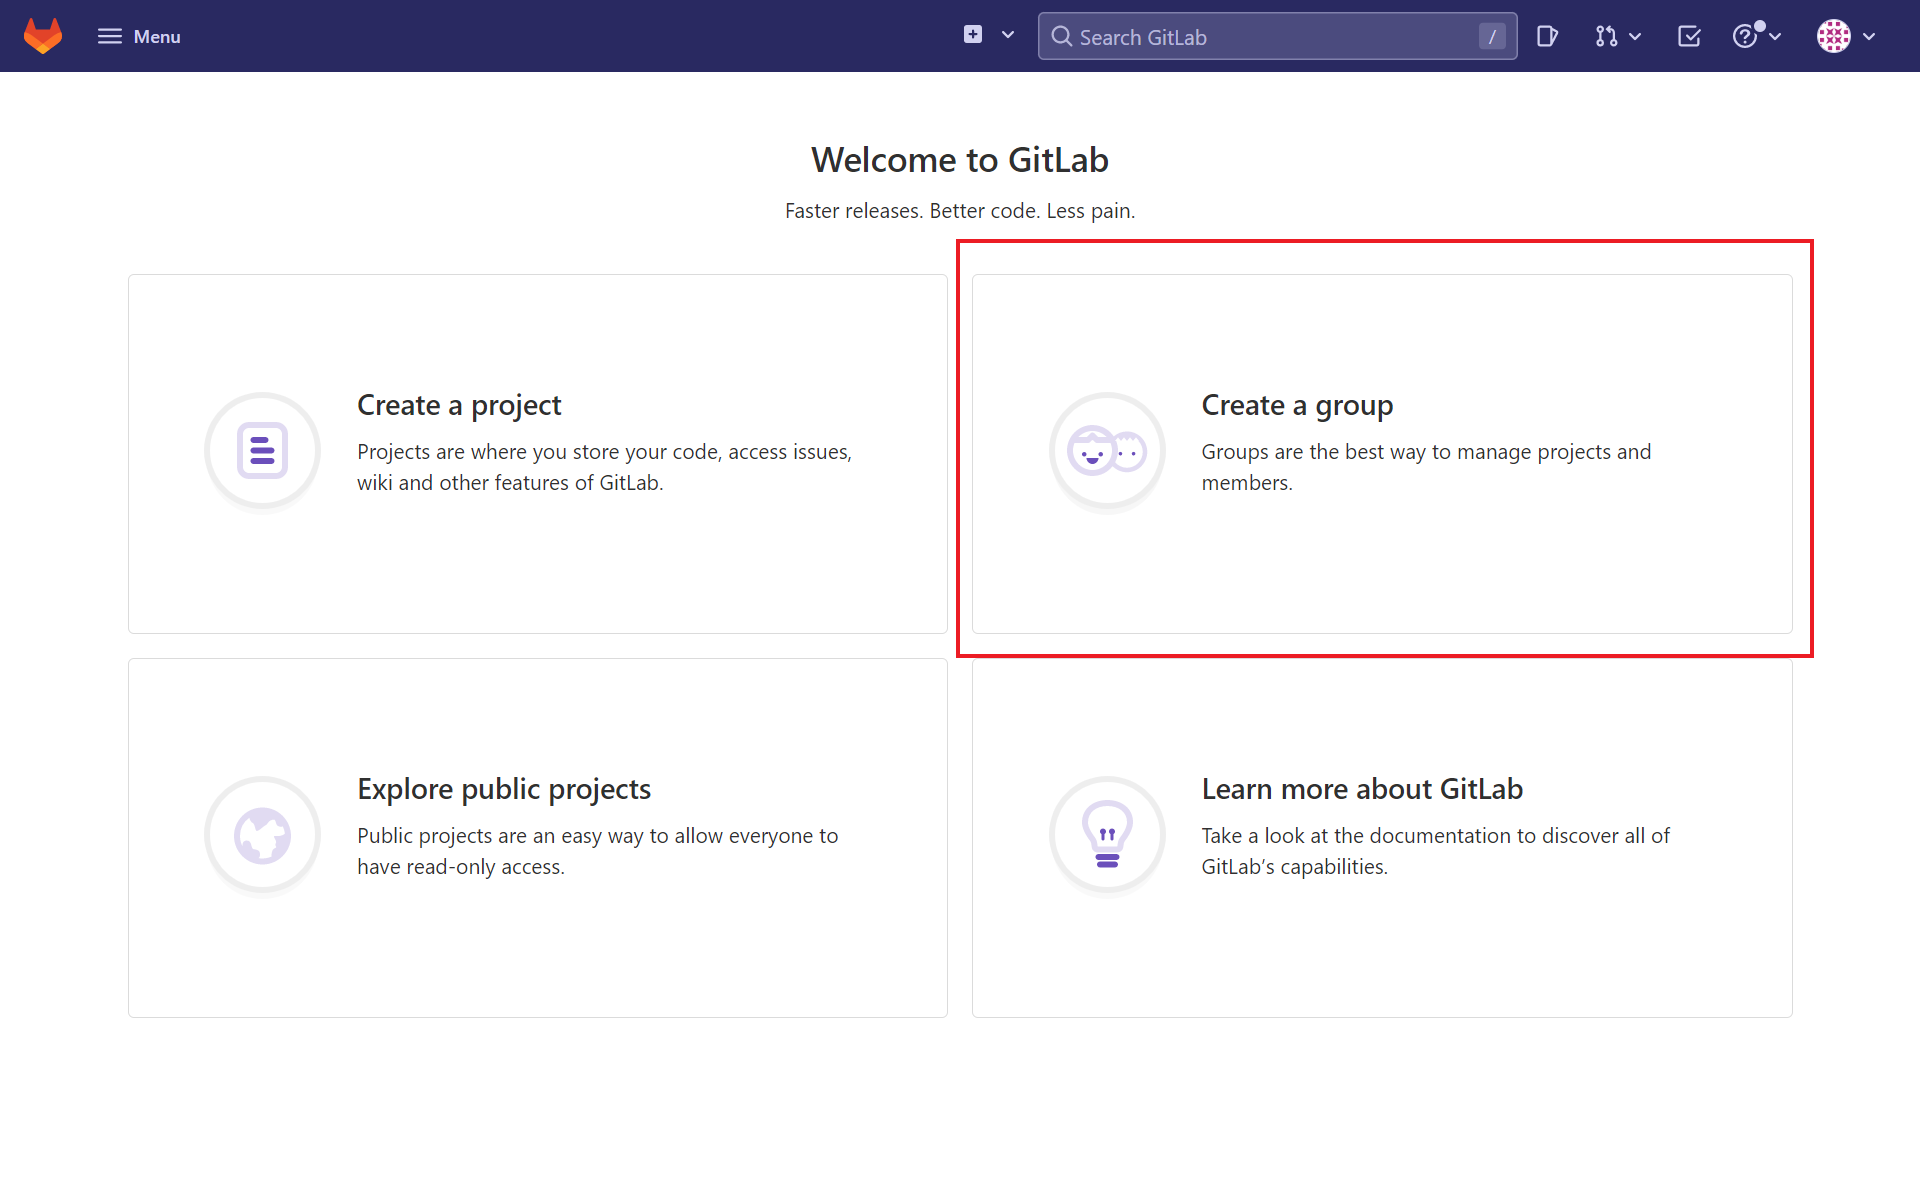 Menu
Search GitLab
/
Welcome to GitLab
Faster releases. Better code. Less pain.
Create a project
Projects are where you store your code, access issues,
wiki and other features of GitLab.
Create a group
Groups are the best way to manage projects and
members.
Explore public projects
Public projects are an easy way to allow everyone to
have read-only access.
Learn more about GitLab
Take a look at the documentation to discover all of
GitLab’s capabilities.